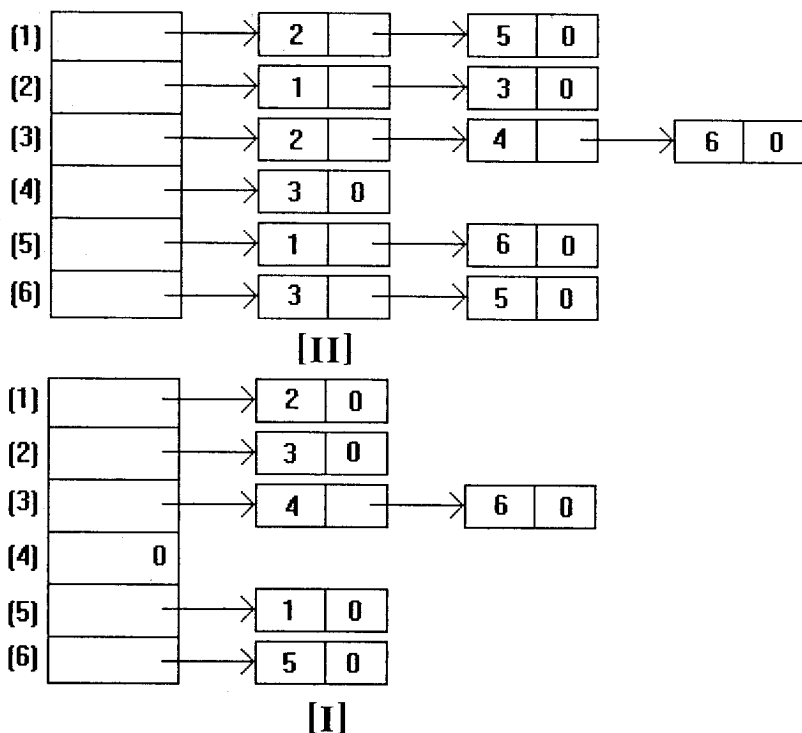 (1) 2 5 0
(2) 1 3 0
(3) 2 4 6 0
(4) 3 0
(5) 1 6 0
(6) 3 5 0
[II]
(1) 2 0
(2) 3 0
(3) 4 6 0
(4) 0
(5) 1 0
(6) 5 0
[I]